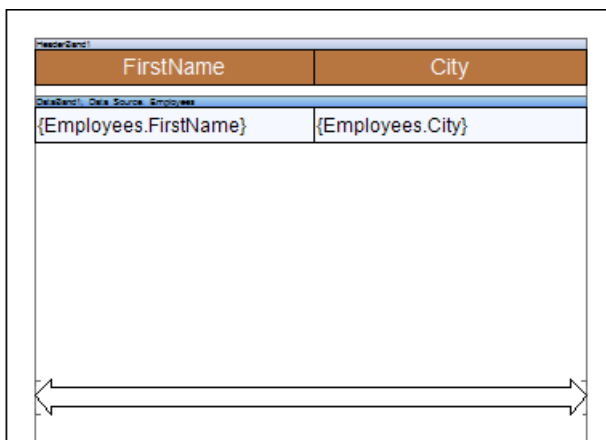 HeaderBand1
FirstName City
DataBand1; Data Source: Employees
{Employees.FirstName} {Employees.City}